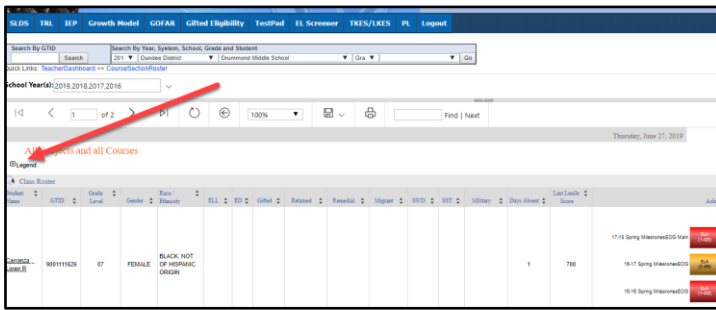 SLDS TRL IEP Growth Model GOFAR Gifted Eligibility TestPad EL Screener TKES/LKES PL Logout
Search By GTID Search By Year, System, School, Grade and Student
Search 201 Dundee District Drummond Middle School Gra Go
Quick Links: TeacherDashboard >> CourseSectionRoster
School Year(s): 2019,2018,2017,2016
1 of 2 100% Find | Next
Thursday, June 27, 2019
All Subjects and all Courses
Legend
Class Roster
Student Name GTID Grade Level Gender Race / Ethnicity ELL ED Gifted Retained Remedial Migrant SWD SST Military Days Absent Last Lexile Score
17-18 Spring MilestonesEOG Main ELA
Carranza, Loren R 9001111626 07 FEMALE BLACK, NOT OF HISPANIC ORIGIN 1 700 16-17 Spring MilestonesEOG ELA
15-16 Spring MilestonesEOG ELA